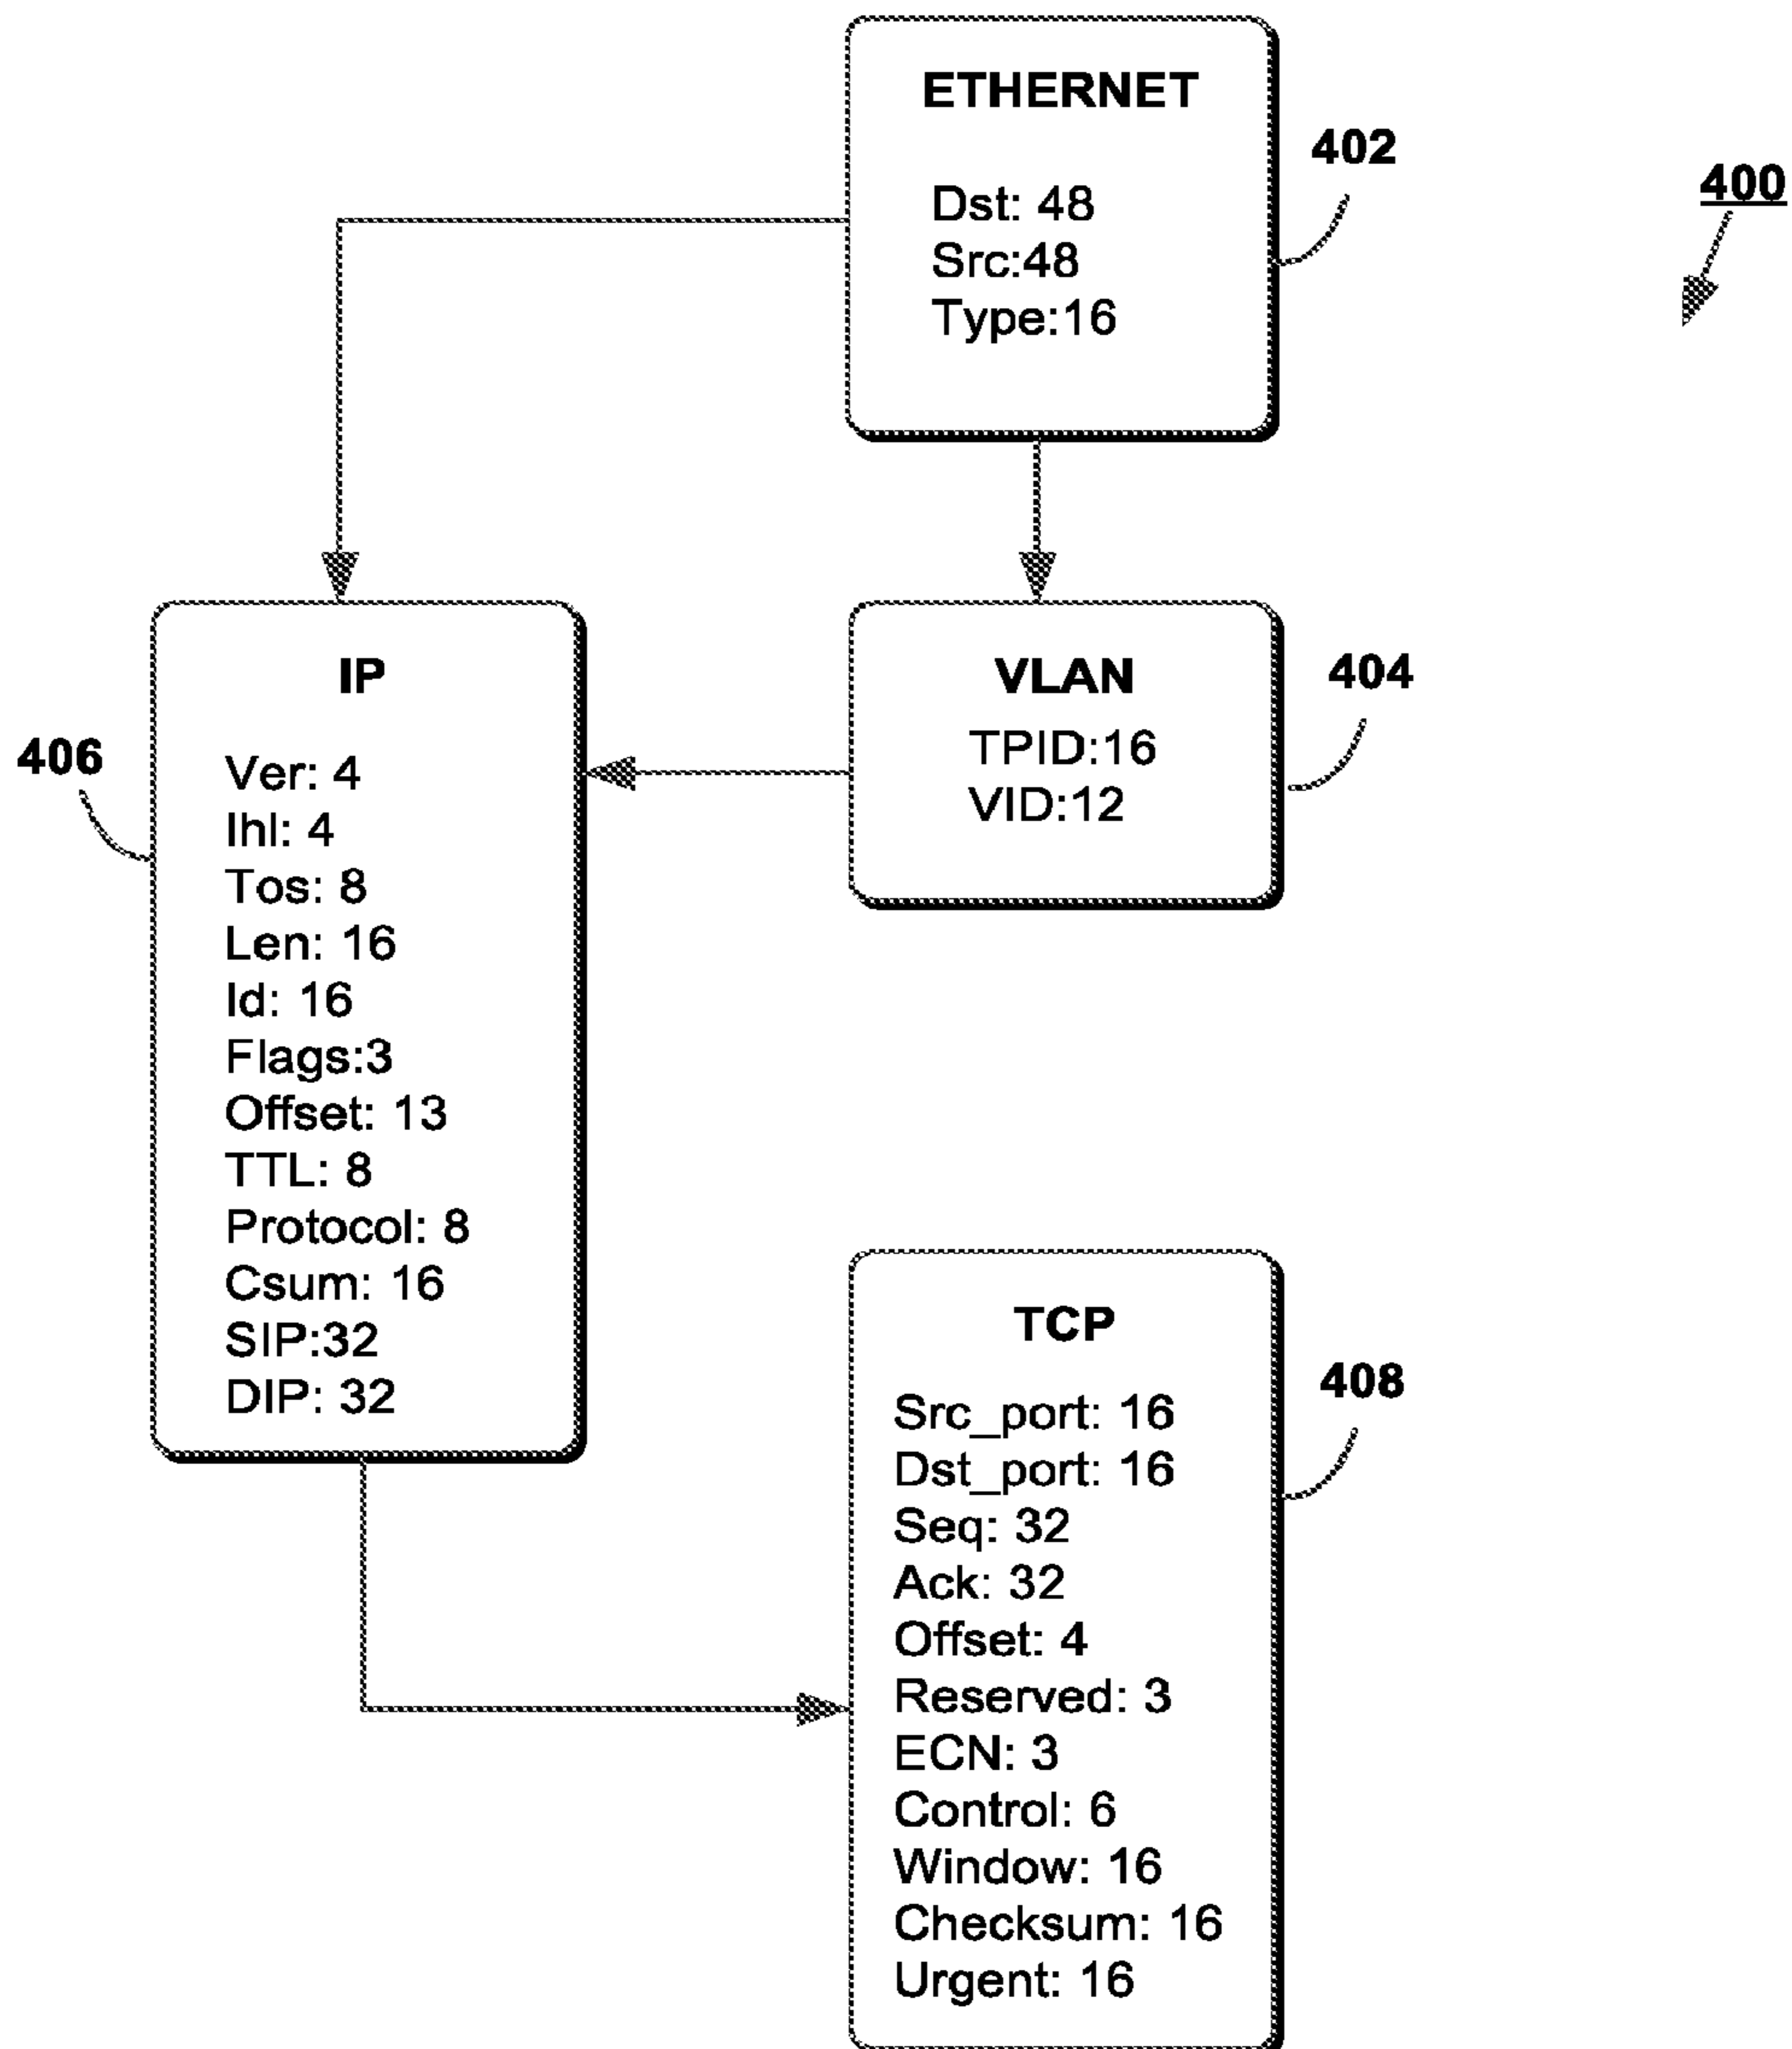 ETHERNET
Dst: 48
Src:48
Type:16
402
400
IP
Ver: 4
Ihl: 4
Tos: 8
Len: 16
Id: 16
Flags:3
Offset: 13
TTL: 8
Protocol: 8
Csum: 16
SIP:32
DIP: 32
406
VLAN
TPID:16
VID:12
404
TCP
Src_port: 16
Dst_port: 16
Seq: 32
Ack: 32
Offset: 4
Reserved: 3
ECN: 3
Control: 6
Window: 16
Checksum: 16
Urgent: 16
408